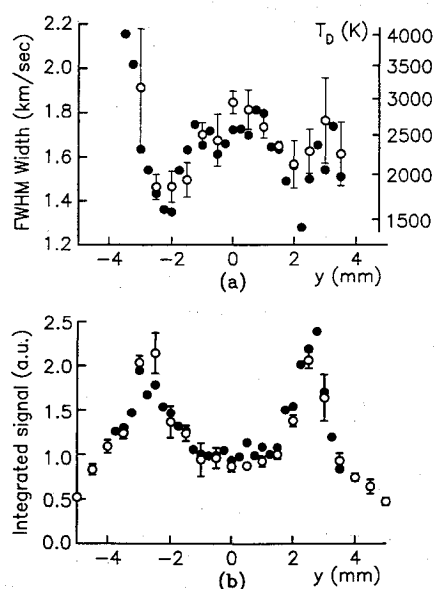 2.2
2.0
1.8
1.6
1.4
1.2
FWHM Width (km/sec)
T_D (K)
4000
3500
3000
2500
2000
1500
−4 −2 0 2 4
(a) y (mm)
2.5
2.0
1.5
1.0
0.5
0.0
Integrated signal (a.u.)
−4 −2 0 2 4
(b) y (mm)